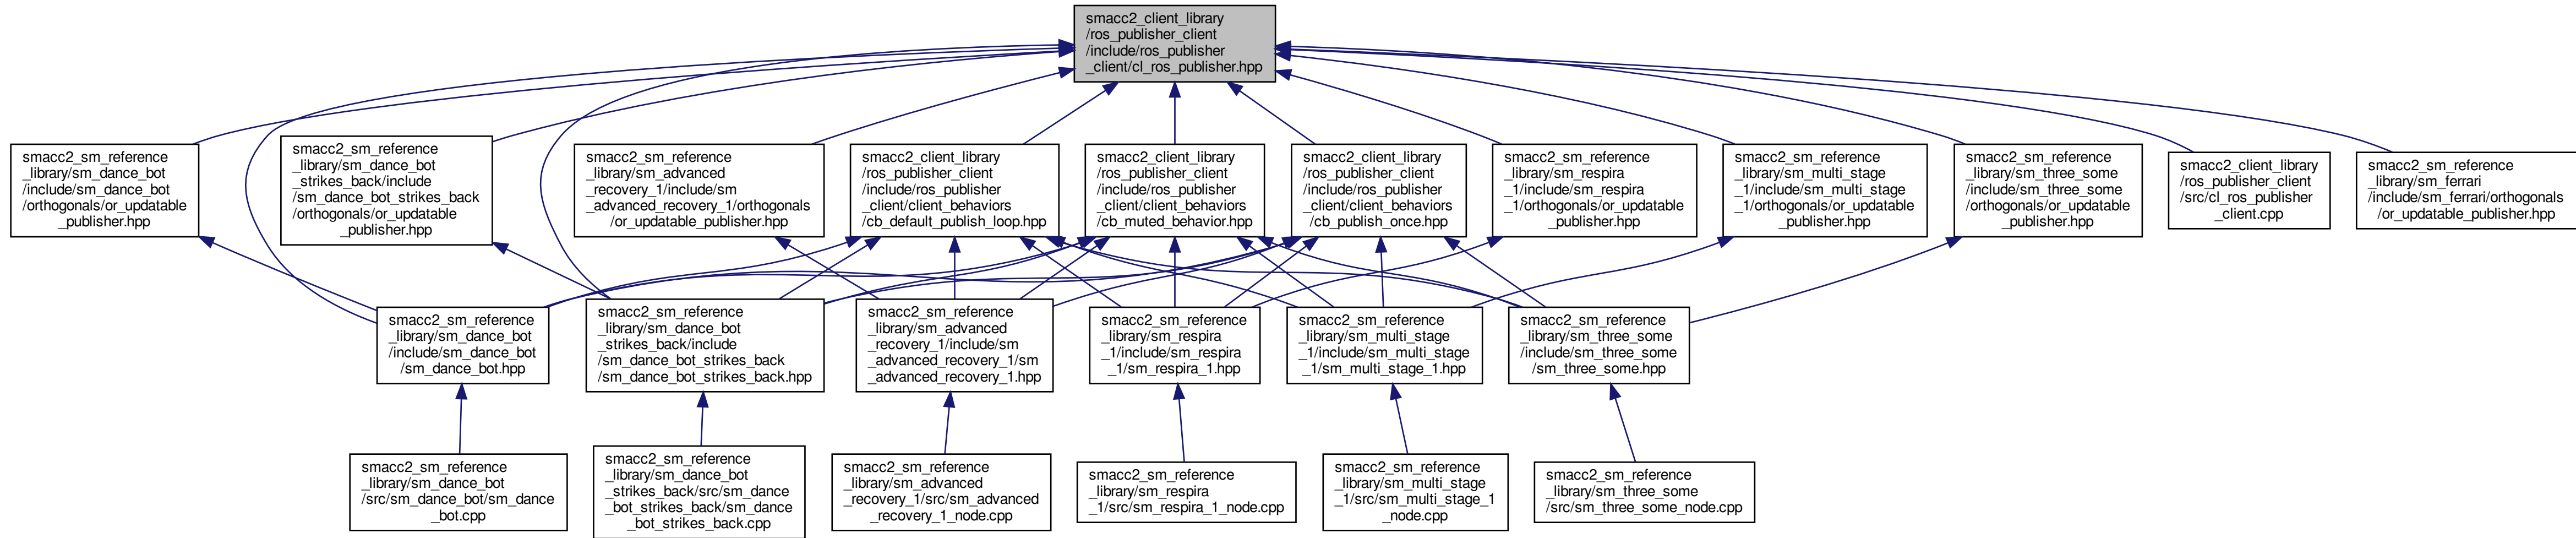 smacc2_client_library
/ros_publisher_client
/include/ros_publisher
_client/cl_ros_publisher.hpp
smacc2_sm_reference
_library/sm_dance_bot
/include/sm_dance_bot
/orthogonals/or_updatable
_publisher.hpp
smacc2_sm_reference
_library/sm_dance_bot
_strikes_back/include
/sm_dance_bot_strikes_back
/orthogonals/or_updatable
_publisher.hpp
smacc2_sm_reference
_library/sm_advanced
_recovery_1/include/sm
_advanced_recovery_1/orthogonals
/or_updatable_publisher.hpp
smacc2_client_library
/ros_publisher_client
/include/ros_publisher
_client/client_behaviors
/cb_default_publish_loop.hpp
smacc2_client_library
/ros_publisher_client
/include/ros_publisher
_client/client_behaviors
/cb_muted_behavior.hpp
smacc2_client_library
/ros_publisher_client
/include/ros_publisher
_client/client_behaviors
/cb_publish_once.hpp
smacc2_sm_reference
_library/sm_respira
_1/include/sm_respira
_1/orthogonals/or_updatable
_publisher.hpp
smacc2_sm_reference
_library/sm_multi_stage
_1/include/sm_multi_stage
_1/orthogonals/or_updatable
_publisher.hpp
smacc2_sm_reference
_library/sm_three_some
/include/sm_three_some
/orthogonals/or_updatable
_publisher.hpp
smacc2_client_library
/ros_publisher_client
/src/cl_ros_publisher
_client.cpp
smacc2_sm_reference
_library/sm_ferrari
/include/sm_ferrari/orthogonals
/or_updatable_publisher.hpp
smacc2_sm_reference
_library/sm_dance_bot
/include/sm_dance_bot
/sm_dance_bot.hpp
smacc2_sm_reference
_library/sm_dance_bot
_strikes_back/include
/sm_dance_bot_strikes_back
/sm_dance_bot_strikes_back.hpp
smacc2_sm_reference
_library/sm_advanced
_recovery_1/include/sm
_advanced_recovery_1/sm
_advanced_recovery_1.hpp
smacc2_sm_reference
_library/sm_respira
_1/include/sm_respira
_1/sm_respira_1.hpp
smacc2_sm_reference
_library/sm_multi_stage
_1/include/sm_multi_stage
_1/sm_multi_stage_1.hpp
smacc2_sm_reference
_library/sm_three_some
/include/sm_three_some
/sm_three_some.hpp
smacc2_sm_reference
_library/sm_dance_bot
/src/sm_dance_bot/sm_dance
_bot.cpp
smacc2_sm_reference
_library/sm_dance_bot
_strikes_back/src/sm_dance
_bot_strikes_back/sm_dance
_bot_strikes_back.cpp
smacc2_sm_reference
_library/sm_advanced
_recovery_1/src/sm_advanced
_recovery_1_node.cpp
smacc2_sm_reference
_library/sm_respira
_1/src/sm_respira_1_node.cpp
smacc2_sm_reference
_library/sm_multi_stage
_1/src/sm_multi_stage_1
_node.cpp
smacc2_sm_reference
_library/sm_three_some
/src/sm_three_some_node.cpp